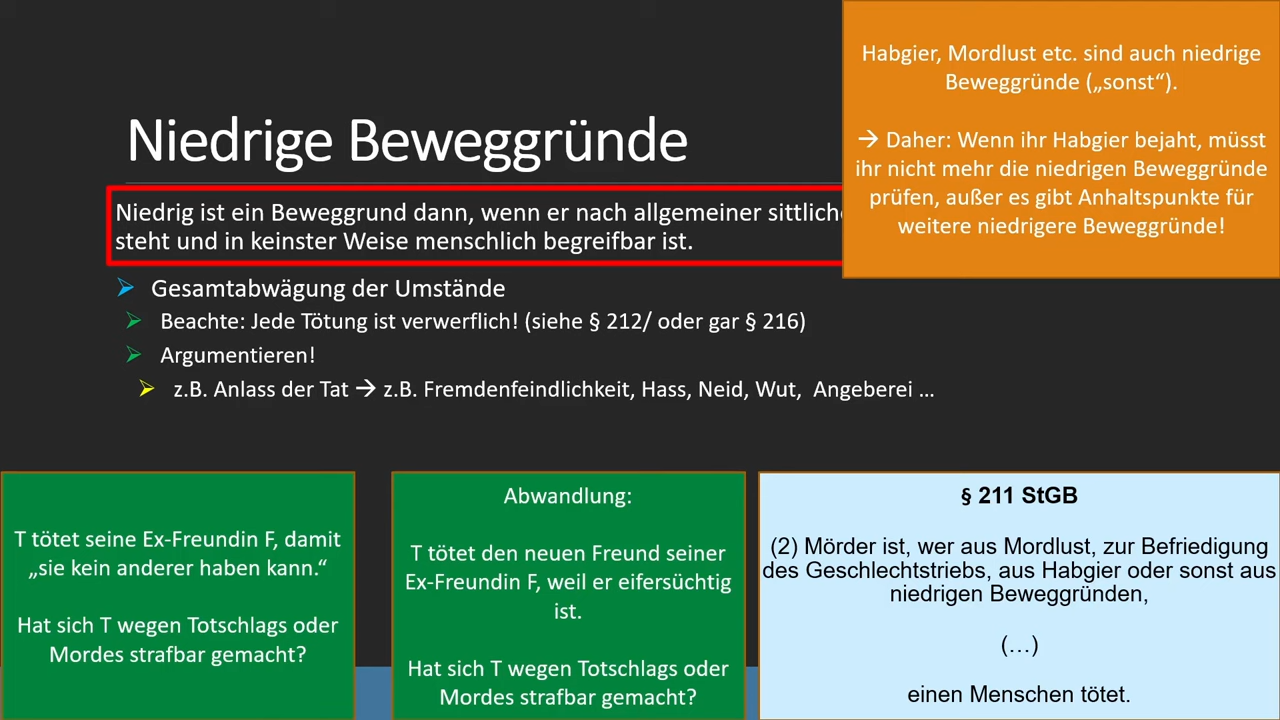 Niedrige Beweggründe
Niedrig ist ein Beweggrund dann, wenn er nach allgemeiner
steht und in keinster Weise menschlich begreifbar ist.
Gesamtabwägung der Umstände
Beachte: Jede Tötung ist verwerflich! (siehe § 212/ oder gar § 216)
Argumentieren!
z.B. Anlass der Tat → z.B. Fremdenfeindlichkeit, Hass, Neid, Wut, Angeberei ...
Habgier, Mordlust etc. sind auch niedrige
Beweggründe („sonst“).
→ Daher: Wenn ihr Habgier bejaht, müsst
ihr nicht mehr die niedrigen Beweggründe
prüfen, außer es gibt Anhaltspunkte für
weitere niedrigere Beweggründe!
T tötet seine Ex-Freundin F, damit
„sie kein anderer haben kann.“
Hat sich T wegen Totschlags oder
Mordes strafbar gemacht?
Abwandlung:
T tötet den neuen Freund seiner
Ex-Freundin F, weil er eifersüchtig
ist.
Hat sich T wegen Totschlags oder
Mordes strafbar gemacht?
§ 211 StGB
(2) Mörder ist, wer aus Mordlust, zur Befriedigung
des Geschlechtstriebs, aus Habgier oder sonst aus
niedrigen Beweggründen,
(…)
einen Menschen tötet.